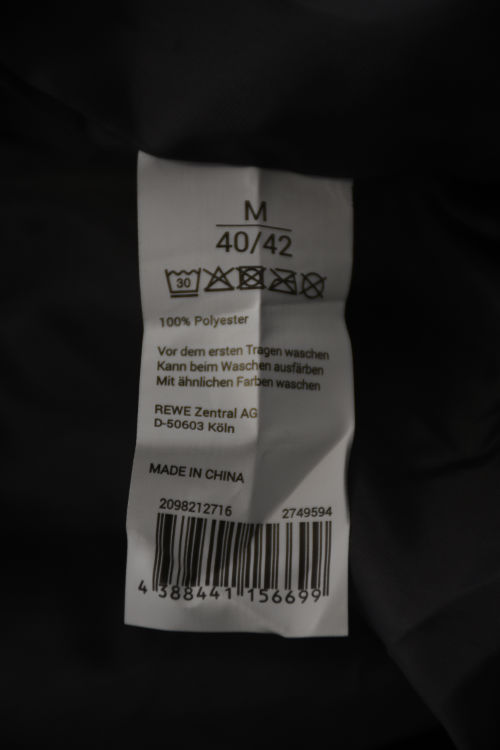 M
40/42
30
100% Polyester
Vor dem ersten Tragen waschen
Kann beim Waschen ausfärben
Mit ähnlichen Farben waschen
REWE Zentral AG
D-50603 Köln
MADE IN CHINA
2098212716 2749594
4 388441 156699